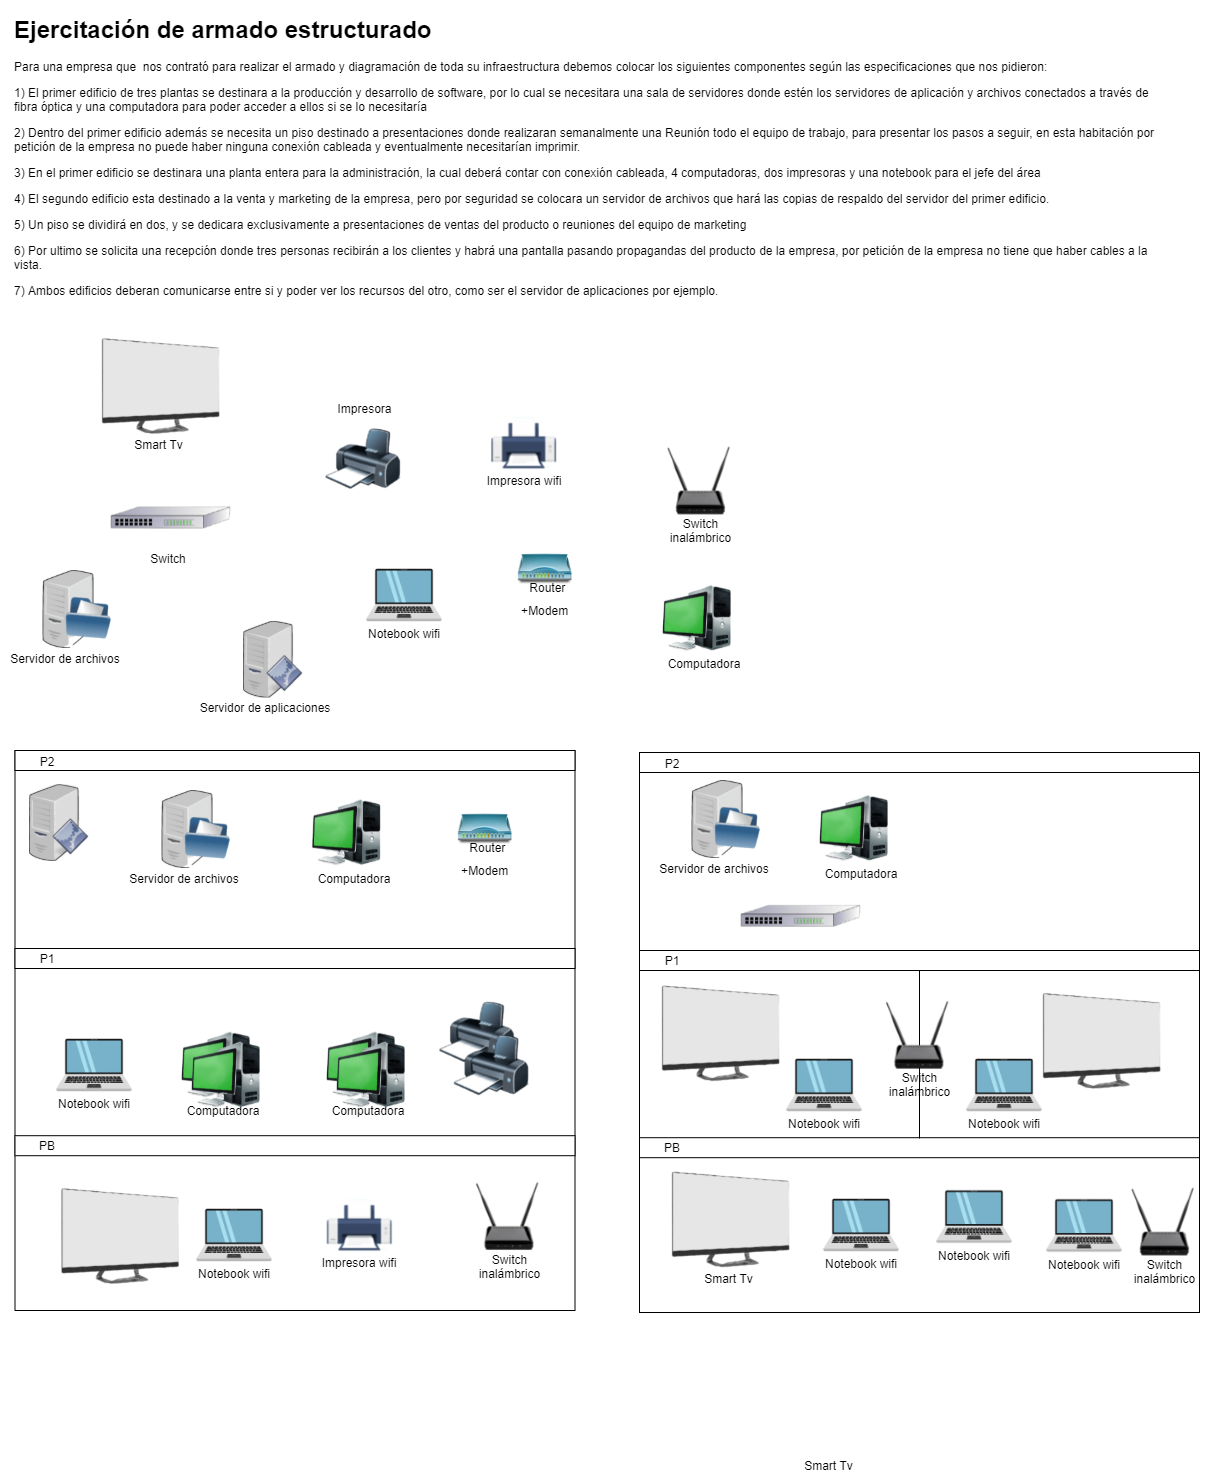 Ejercitación de armado estructurado
Para una empresa que  nos contrató para realizar el armado y diagramación de toda su infraestructura debemos colocar los siguientes componentes según las especificaciones que nos pidieron:
1) El primer edificio de tres plantas se destinara a la producción y desarrollo de software, por lo cual se necesitara una sala de servidores donde estén los servidores de aplicación y archivos conectados a través de
fibra óptica y una computadora para poder acceder a ellos si se lo necesitaría
2) Dentro del primer edificio además se necesita un piso destinado a presentaciones donde realizaran semanalmente una Reunión todo el equipo de trabajo, para presentar los pasos a seguir, en esta habitación por
petición de la empresa no puede haber ninguna conexión cableada y eventualmente necesitarían imprimir.
3) En el primer edificio se destinara una planta entera para la administración, la cual deberá contar con conexión cableada, 4 computadoras, dos impresoras y una notebook para el jefe del área
4) El segundo edificio esta destinado a la venta y marketing de la empresa, pero por seguridad se colocara un servidor de archivos que hará las copias de respaldo del servidor del primer edificio.
5) Un piso se dividirá en dos, y se dedicara exclusivamente a presentaciones de ventas del producto o reuniones del equipo de marketing
6) Por ultimo se solicita una recepción donde tres personas recibirán a los clientes y habrá una pantalla pasando propagandas del producto de la empresa, por petición de la empresa no tiene que haber cables a la
vista.
7) Ambos edificios deberan comunicarse entre si y poder ver los recursos del otro, como ser el servidor de aplicaciones por ejemplo.
Impresora
Smart Tv
Impresora wifi
Switch
inalámbrico
Switch
Router
+Modem
Notebook wifi
Servidor de archivos
Computadora
Servidor de aplicaciones
P2
Servidor de archivos
Computadora
Router
+Modem
P1
Notebook wifi
Computadora
Computadora
PB
Notebook wifi
Impresora wifi
Switch
inalámbrico
P2
Servidor de archivos
Computadora
P1
Switch
inalámbrico
Notebook wifi
Notebook wifi
PB
Smart Tv
Notebook wifi
Notebook wifi
Notebook wifi
Switch
inalámbrico
Smart Tv